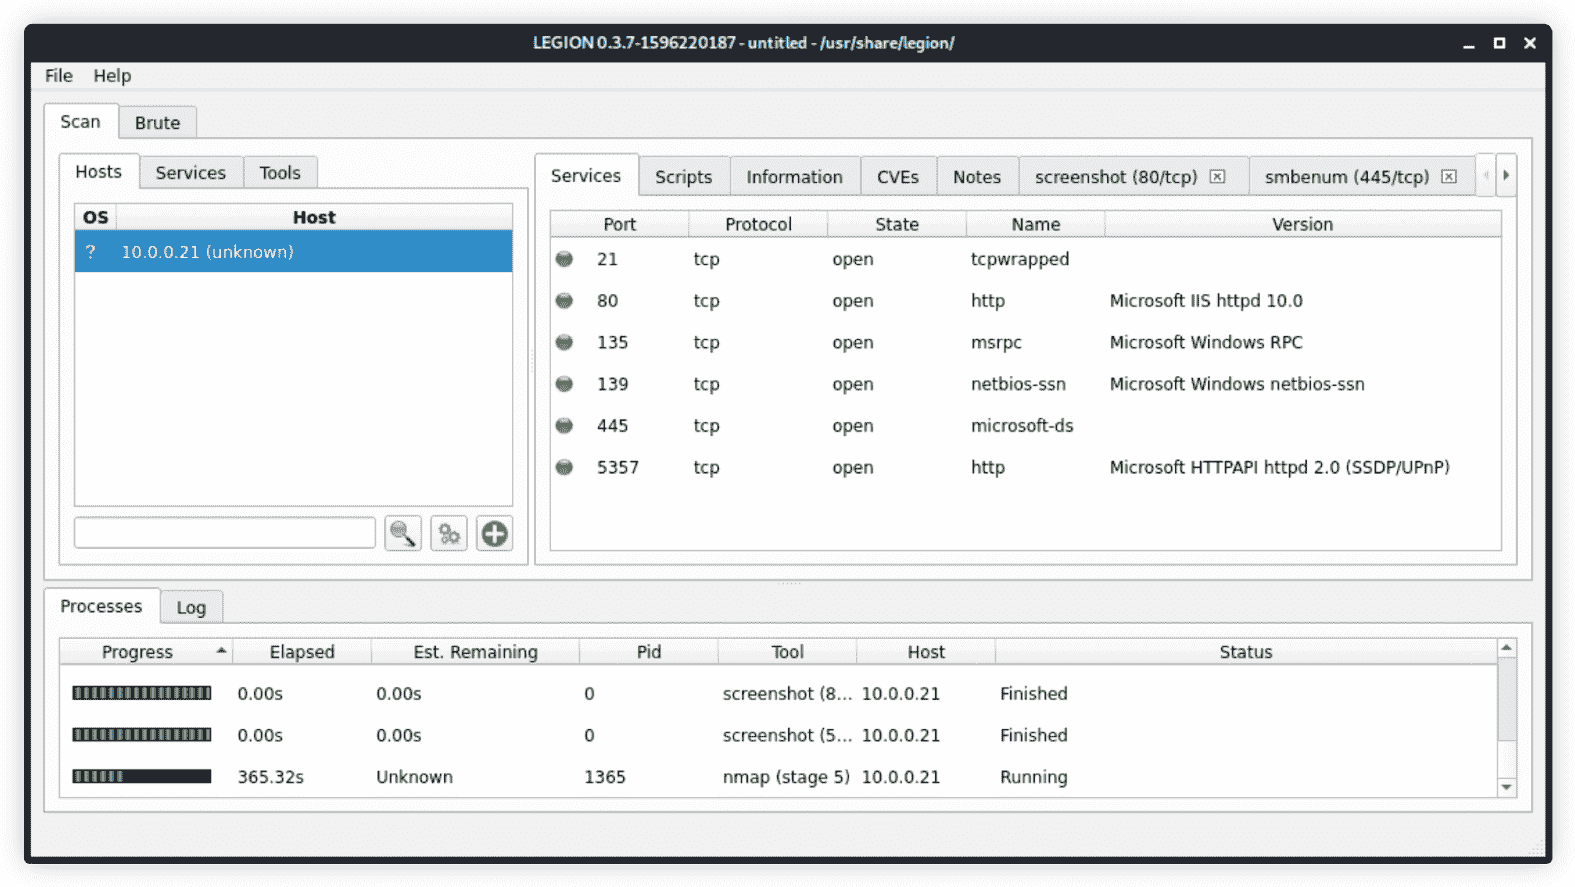 LEGION 0.3.7-1596220187 - untitled - /usr/share/legion/
File Help
Scan Brute
Hosts Services Tools
OS Host
? 10.0.0.21 (unknown)
Services Scripts Information CVEs Notes screenshot (80/tcp) smbenum (445/tcp)
Port Protocol State Name Version
21 tcp open tcpwrapped
80 tcp open http Microsoft IIS httpd 10.0
135 tcp open msrpc Microsoft Windows RPC
139 tcp open netbios-ssn Microsoft Windows netbios-ssn
445 tcp open microsoft-ds
5357 tcp open http Microsoft HTTPAPI httpd 2.0 (SSDP/UPnP)
Processes Log
Progress Elapsed Est. Remaining Pid Tool Host Status
0.00s 0.00s 0 screenshot (8... 10.0.0.21 Finished
0.00s 0.00s 0 screenshot (5... 10.0.0.21 Finished
365.32s Unknown 1365 nmap (stage 5) 10.0.0.21 Running